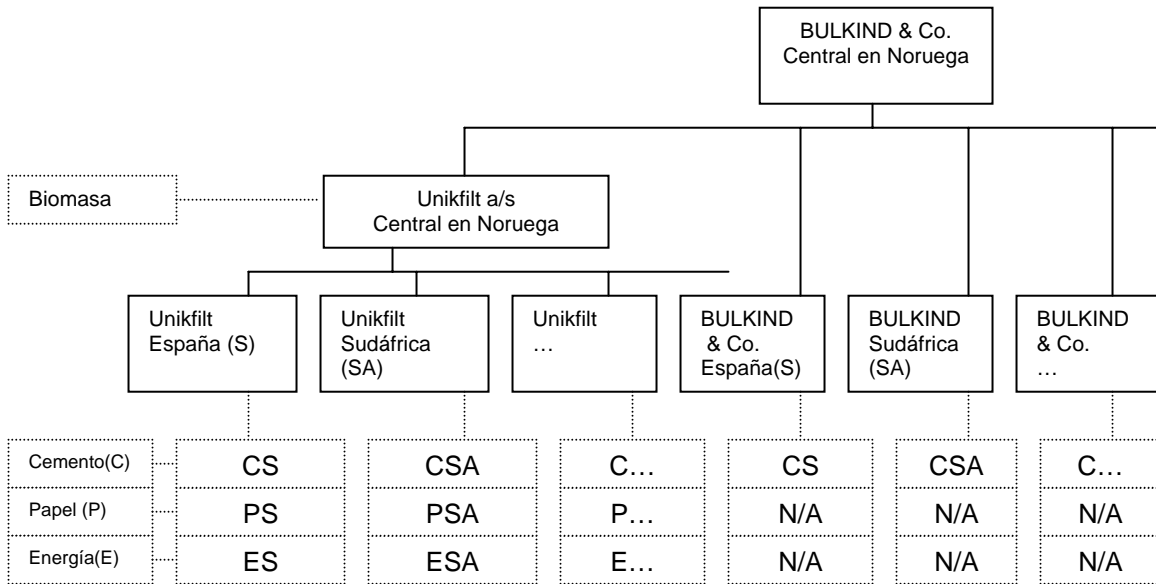 BULKIND & Co.
Central en Noruega
Biomasa
Unikfilt a/s
Central en Noruega
Unikfilt
España (S)
Unikfilt
Sudáfrica
(SA)
Unikfilt
…
BULKIND
& Co.
España(S)
BULKIND
Sudáfrica
(SA)
BULKIND
& Co.
…
Cemento(C) CS CSA C… CS CSA C…
Papel (P) PS PSA P… N/A N/A N/A
Energía(E) ES ESA E… N/A N/A N/A